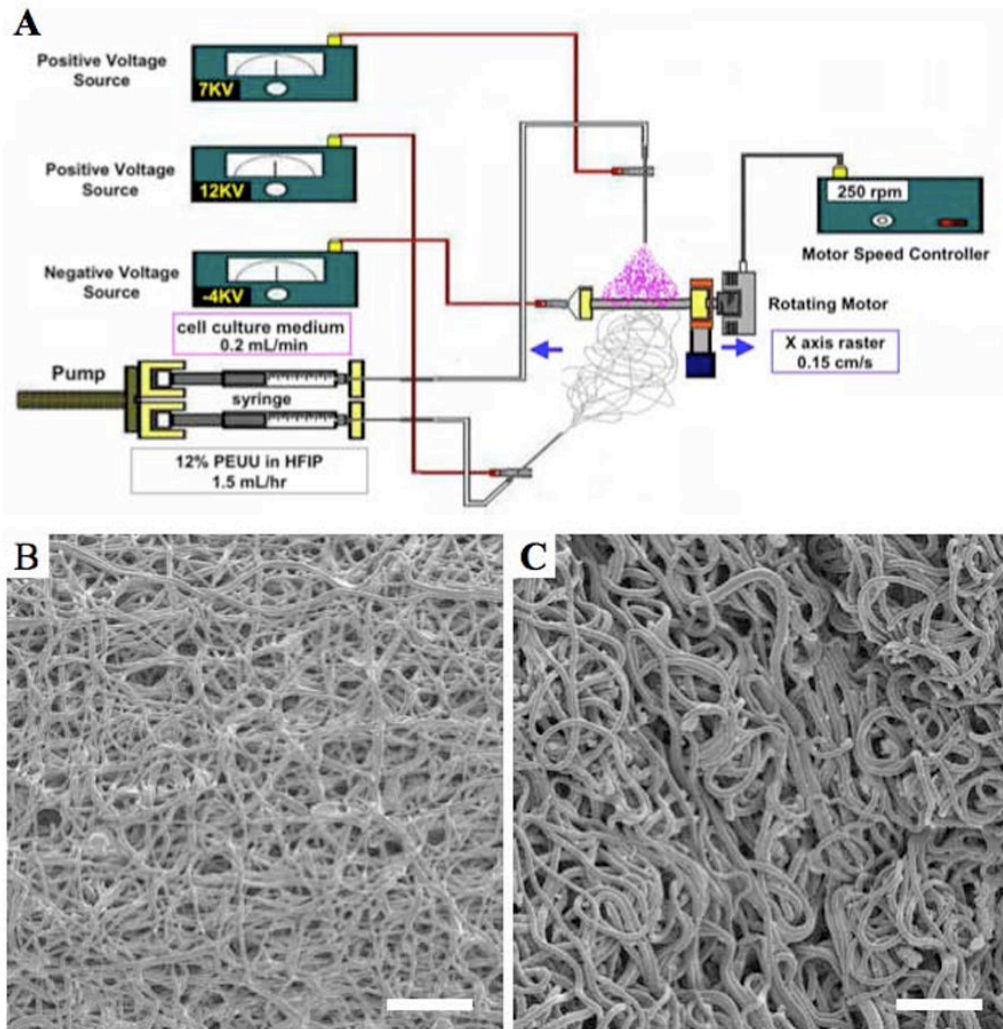 A
Positive Voltage
Source
7KV
Positive Voltage
Source
12KV
Negative Voltage
Source
-4KV
250 rpm
Motor Speed Controller
Rotating Motor
X axis raster
0.15 cm/s
cell culture medium
0.2 mL/min
Pump
syringe
12% PEUU in HFIP
1.5 mL/hr
B
C